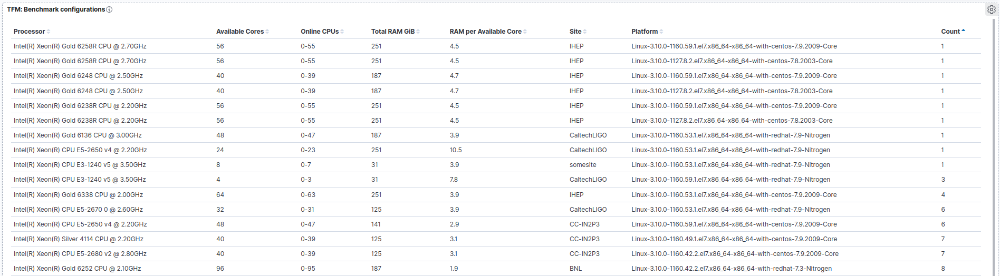 TFM: Benchmark configurations
Processor Available Cores Online CPUs Total RAM GiB RAM per Available Core Site Platform Count
Intel(R) Xeon(R) Gold 6258R CPU @ 2.70GHz 56 0-55 251 4.5 IHEP Linux-3.10.0-1160.59.1.el7.x86_64-x86_64-with-centos-7.9.2009-Core 1
Intel(R) Xeon(R) Gold 6258R CPU @ 2.70GHz 56 0-55 251 4.5 IHEP Linux-3.10.0-1127.8.2.el7.x86_64-x86_64-with-centos-7.8.2003-Core 1
Intel(R) Xeon(R) Gold 6248 CPU @ 2.50GHz 40 0-39 187 4.7 IHEP Linux-3.10.0-1160.59.1.el7.x86_64-x86_64-with-centos-7.9.2009-Core 1
Intel(R) Xeon(R) Gold 6248 CPU @ 2.50GHz 40 0-39 187 4.7 IHEP Linux-3.10.0-1127.8.2.el7.x86_64-x86_64-with-centos-7.8.2003-Core 1
Intel(R) Xeon(R) Gold 6238R CPU @ 2.20GHz 56 0-55 251 4.5 IHEP Linux-3.10.0-1160.59.1.el7.x86_64-x86_64-with-centos-7.9.2009-Core 1
Intel(R) Xeon(R) Gold 6238R CPU @ 2.20GHz 56 0-55 251 4.5 IHEP Linux-3.10.0-1127.8.2.el7.x86_64-x86_64-with-centos-7.8.2003-Core 1
Intel(R) Xeon(R) Gold 6136 CPU @ 3.00GHz 48 0-47 187 3.9 CaltechLIGO Linux-3.10.0-1160.53.1.el7.x86_64-x86_64-with-redhat-7.9-Nitrogen 1
Intel(R) Xeon(R) CPU E5-2650 v4 @ 2.20GHz 24 0-23 251 10.5 CaltechLIGO Linux-3.10.0-1160.53.1.el7.x86_64-x86_64-with-redhat-7.9-Nitrogen 1
Intel(R) Xeon(R) CPU E3-1240 v5 @ 3.50GHz 8 0-7 31 3.9 somesite Linux-3.10.0-1160.53.1.el7.x86_64-x86_64-with-redhat-7.9-Nitrogen 1
Intel(R) Xeon(R) CPU E3-1240 v5 @ 3.50GHz 4 0-3 31 7.8 CaltechLIGO Linux-3.10.0-1160.59.1.el7.x86_64-x86_64-with-redhat-7.9-Nitrogen 3
Intel(R) Xeon(R) Gold 6338 CPU @ 2.00GHz 64 0-63 251 3.9 IHEP Linux-3.10.0-1160.59.1.el7.x86_64-x86_64-with-centos-7.9.2009-Core 4
Intel(R) Xeon(R) CPU E5-2670 0 @ 2.60GHz 32 0-31 125 3.9 CaltechLIGO Linux-3.10.0-1160.53.1.el7.x86_64-x86_64-with-redhat-7.9-Nitrogen 6
Intel(R) Xeon(R) CPU E5-2650 v4 @ 2.20GHz 48 0-47 141 2.9 CC-IN2P3 Linux-3.10.0-1160.59.1.el7.x86_64-x86_64-with-centos-7.9.2009-Core 6
Intel(R) Xeon(R) Silver 4114 CPU @ 2.20GHz 40 0-39 125 3.1 CC-IN2P3 Linux-3.10.0-1160.49.1.el7.x86_64-x86_64-with-centos-7.9.2009-Core 7
Intel(R) Xeon(R) CPU E5-2680 v2 @ 2.80GHz 40 0-39 125 3.1 CC-IN2P3 Linux-3.10.0-1160.42.2.el7.x86_64-x86_64-with-centos-7.9.2009-Core 7
Intel(R) Xeon(R) Gold 6252 CPU @ 2.10GHz 96 0-95 187 1.9 BNL Linux-3.10.0-1160.42.2.el7.x86_64-x86_64-with-redhat-7.3-Nitrogen 8